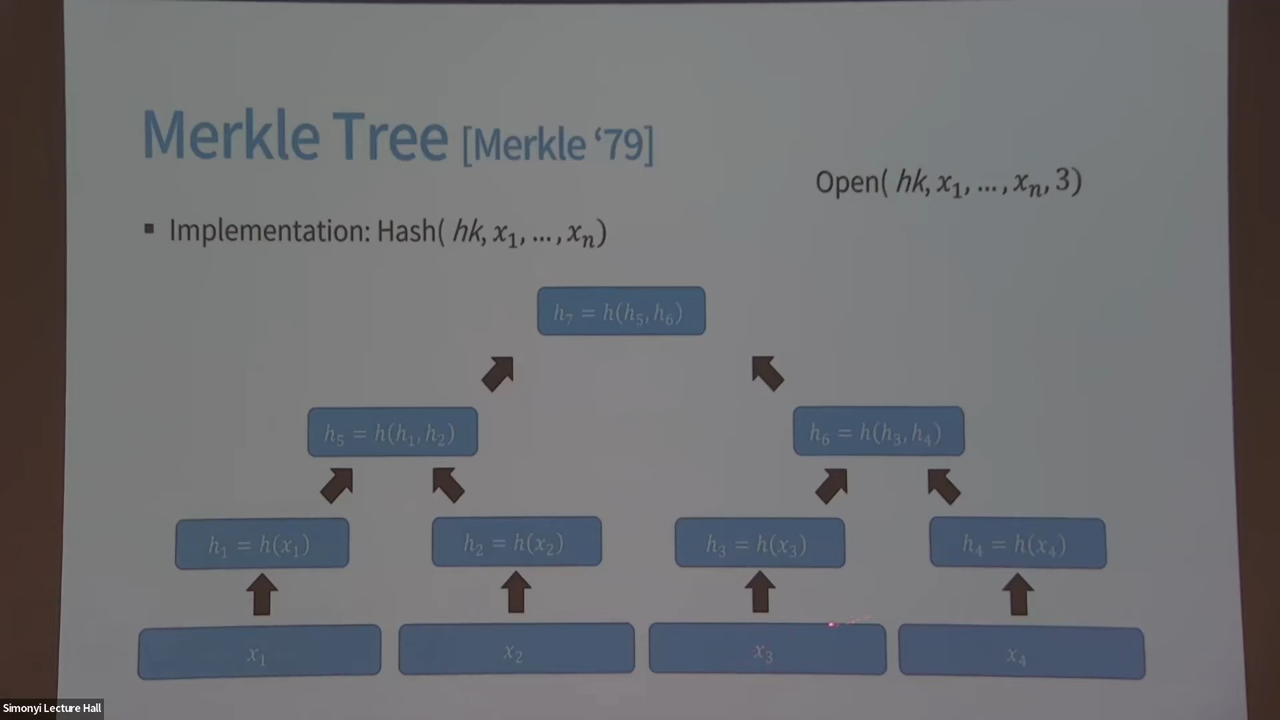 Merkle Tree [Merkle ‘79]
Open( hk, x₁, …, xₙ, 3)
▪ Implementation: Hash( hk, x₁, …, xₙ)
h₇ = h(h₅, h₆)
h₅ = h(h₁, h₂)
h₆ = h(h₃, h₄)
h₁ = h(x₁)
h₂ = h(x₂)
h₃ = h(x₃)
h₄ = h(x₄)
x₁
x₂
x₃
x₄
Simonyi Lecture Hall